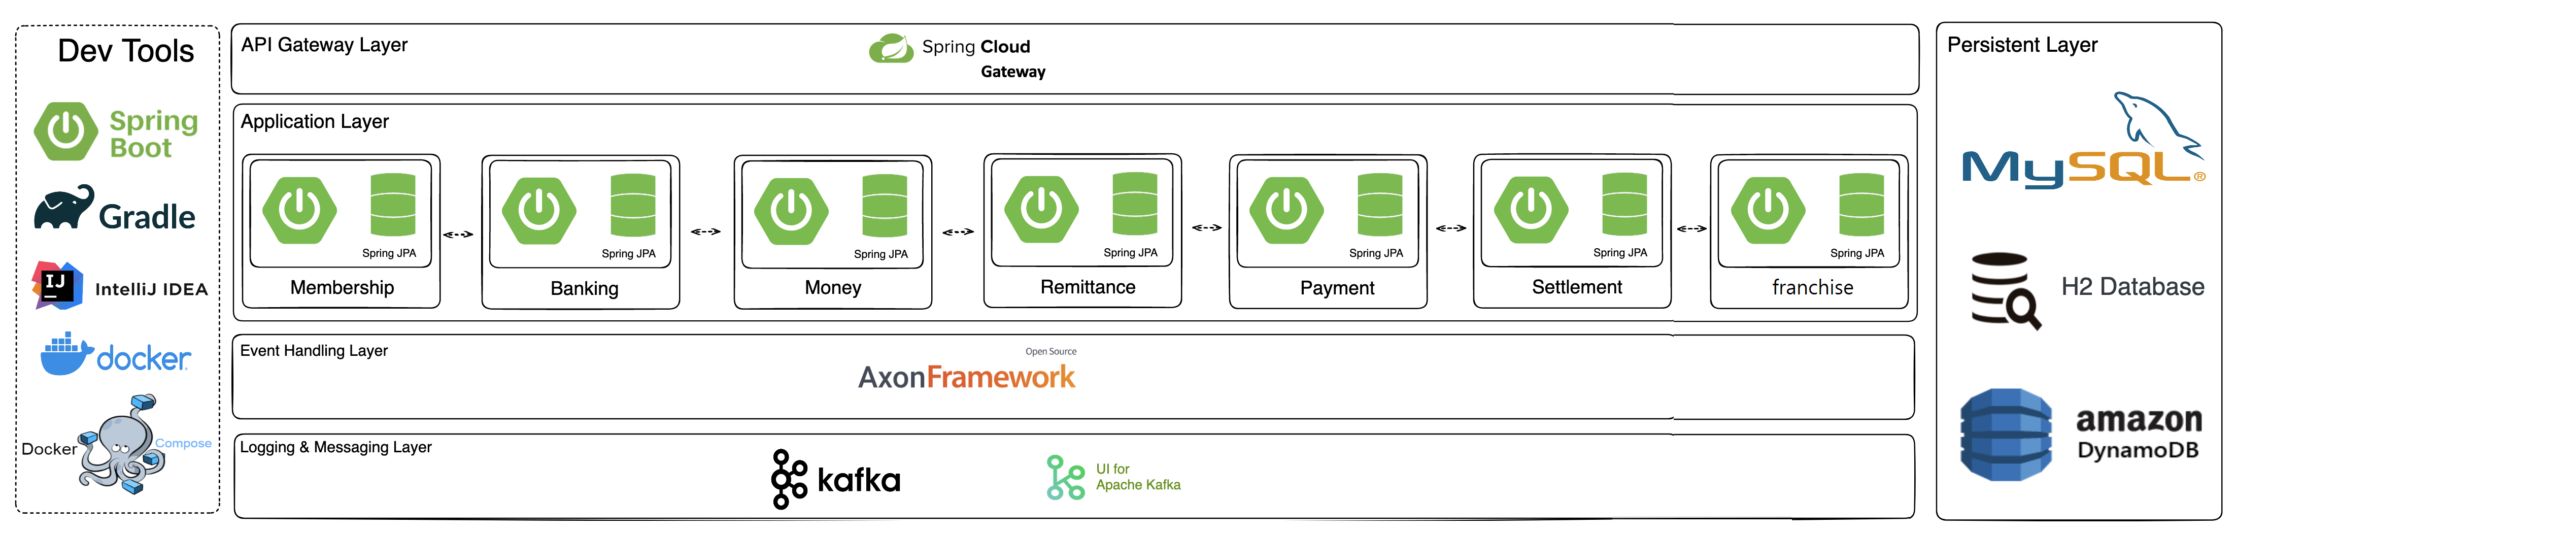 Dev Tools
Spring
Boot
Gradle
IJ
IntelliJ IDEA
docker
Docker
Compose
API Gateway Layer
Spring Cloud
Gateway
Application Layer
Spring JPA
Membership
Spring JPA
Banking
Spring JPA
Money
Spring JPA
Remittance
Spring JPA
Payment
Spring JPA
Settlement
Spring JPA
franchise
Event Handling Layer
Open Source
AxonFramework
Logging & Messaging Layer
kafka
UI for
Apache Kafka
Persistent Layer
MySQL®
H2 Database
amazon
DynamoDB